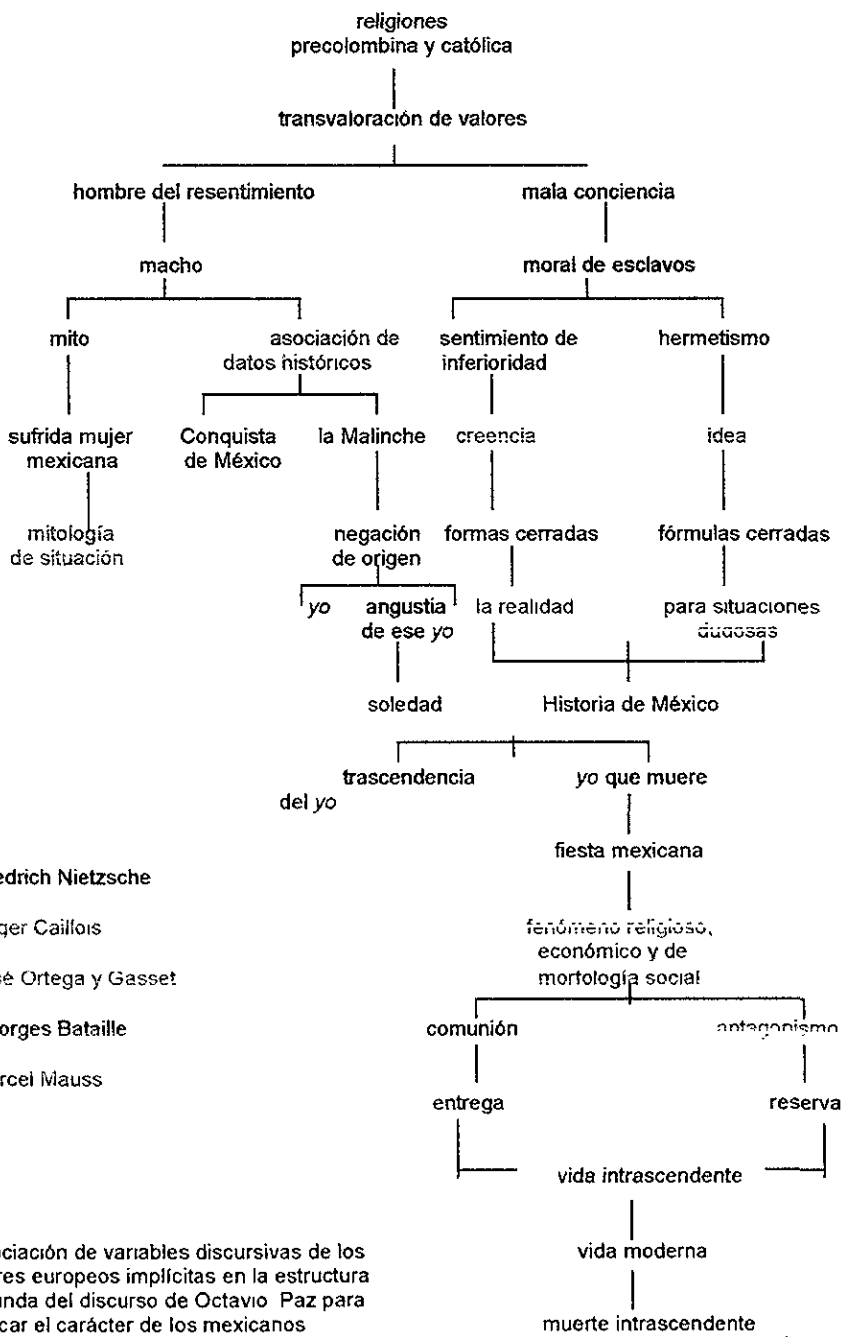 religiones
precolombina y católica
transvaloración de valores
hombre del resentimiento
mala conciencia
macho
moral de esclavos
mito
asociación de
datos históricos
sentimiento de
inferioridad
hermetismo
sufrida mujer
mexicana
Conquista
de México
la Malinche
creencia
idea
mitología
de situación
negación
de origen
formas cerradas
fórmulas cerradas
yo
angustia
de ese yo
la realidad
para situaciones
dudosas
soledad
Historia de México
trascendencia
del yo
yo que muere
fiesta mexicana
edrich Nietzsche
ger Caillois
sé Ortega y Gasset
orges Bataille
rcel Mauss
fenómeno religioso,
económico y de
morfología social
comunión
antagonismo
entrega
reserva
vida intrascendente
vida moderna
muerte intrascendente
ciación de variables discursivas de los
res europeos implícitas en la estructura
unda del discurso de Octavio Paz para
icar el carácter de los mexicanos